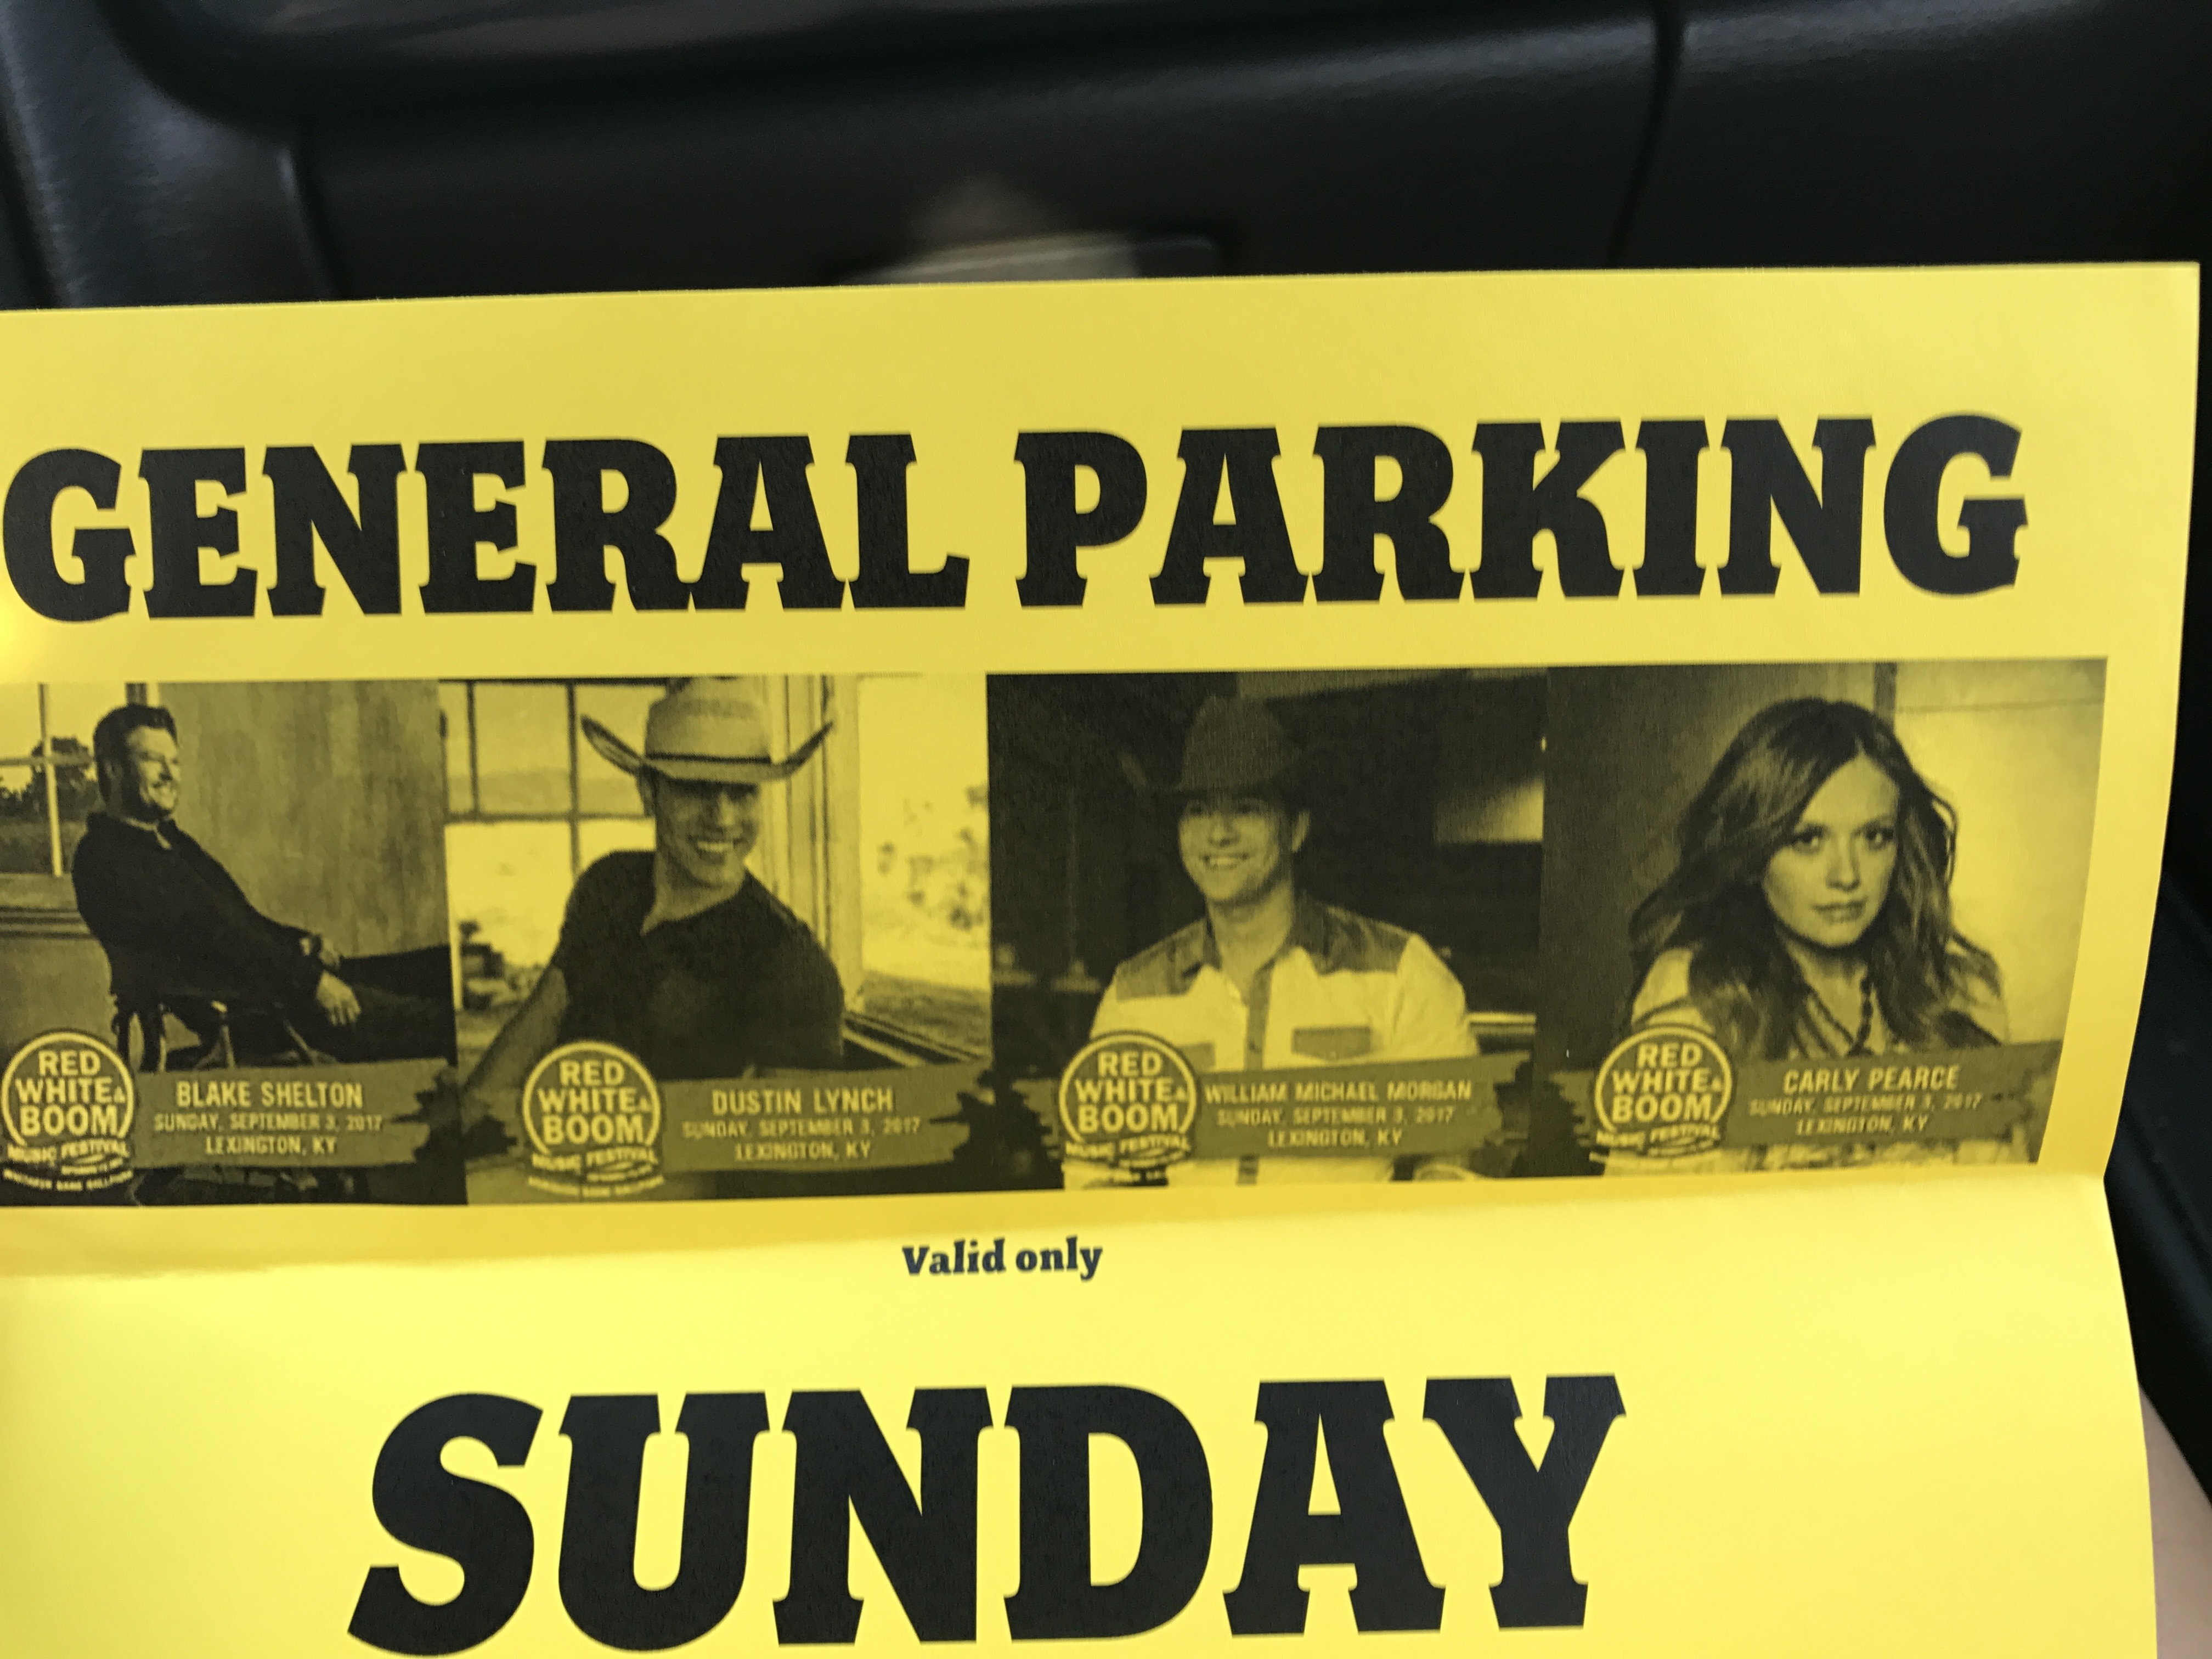 GENERAL PARKING
RED
WHITE &
BOOM
MUSIC FESTIVAL
BLAKE SHELTON
SUNDAY, SEPTEMBER 3, 2017
LEXINGTON, KY
RED
WHITE &
BOOM
MUSIC FESTIVAL
DUSTIN LYNCH
SUNDAY, SEPTEMBER 3, 2017
LEXINGTON, KY
RED
WHITE &
BOOM
MUSIC FESTIVAL
WILLIAM MICHAEL MORGAN
SUNDAY, SEPTEMBER 3, 2017
LEXINGTON, KY
RED
WHITE &
BOOM
MUSIC FESTIVAL
CARLY PEARCE
SUNDAY, SEPTEMBER 3, 2017
LEXINGTON, KY
Valid only
SUNDAY